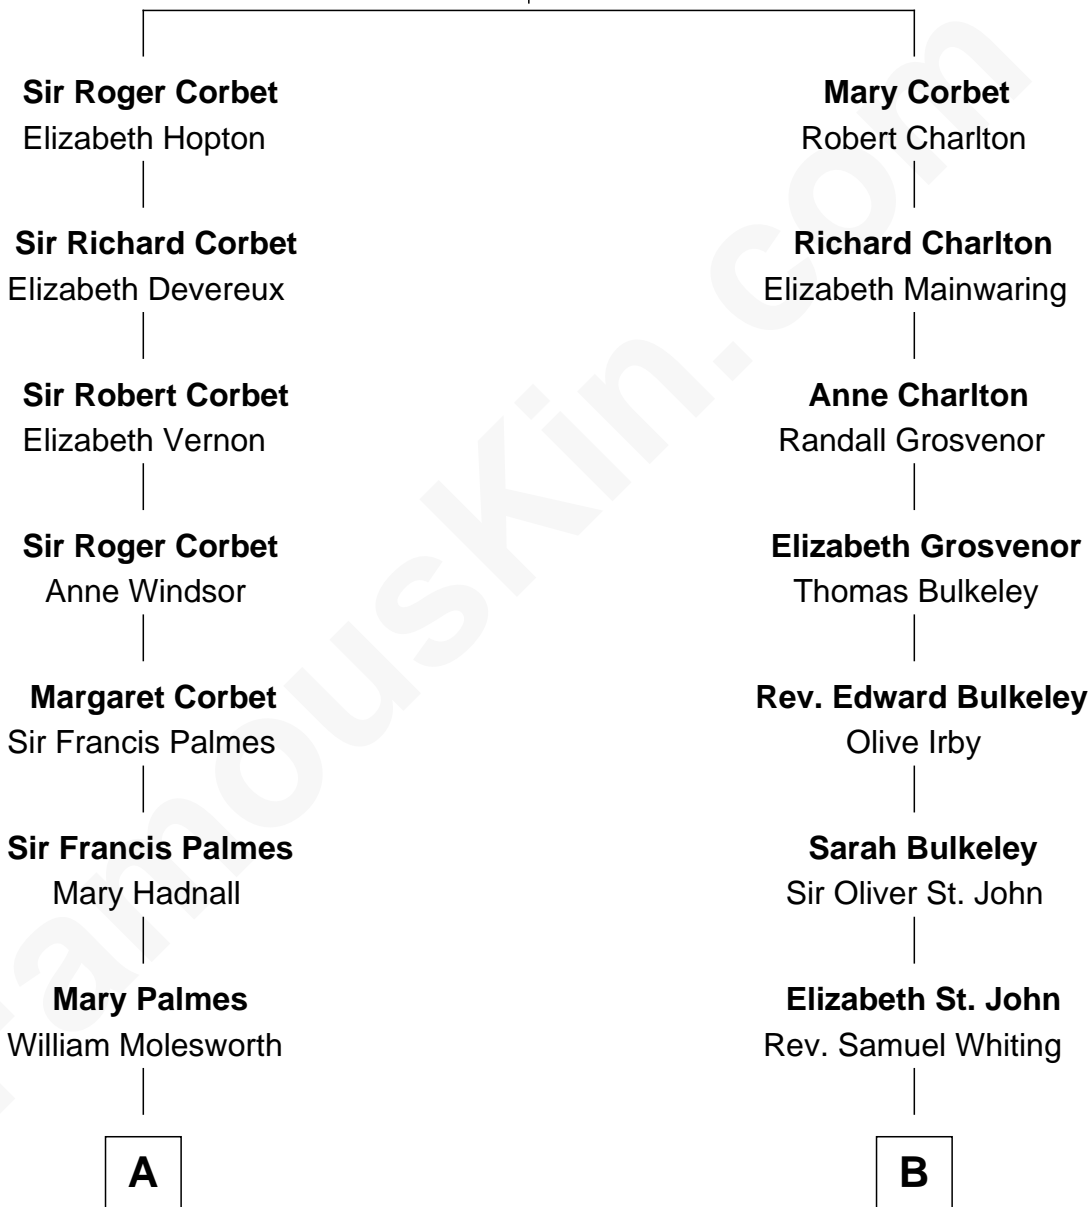 Sir Roger Corbet
Elizabeth Hopton
Sir Richard Corbet
Elizabeth Devereux
Sir Robert Corbet
Elizabeth Vernon
Sir Roger Corbet
Anne Windsor
Margaret Corbet
Sir Francis Palmes
Sir Francis Palmes
Mary Hadnall
Mary Palmes
William Molesworth
A
Mary Corbet
Robert Charlton
Richard Charlton
Elizabeth Mainwaring
Anne Charlton
Randall Grosvenor
Elizabeth Grosvenor
Thomas Bulkeley
Rev. Edward Bulkeley
Olive Irby
Sarah Bulkeley
Sir Oliver St. John
Elizabeth St. John
Rev. Samuel Whiting
B
FamousKin.com